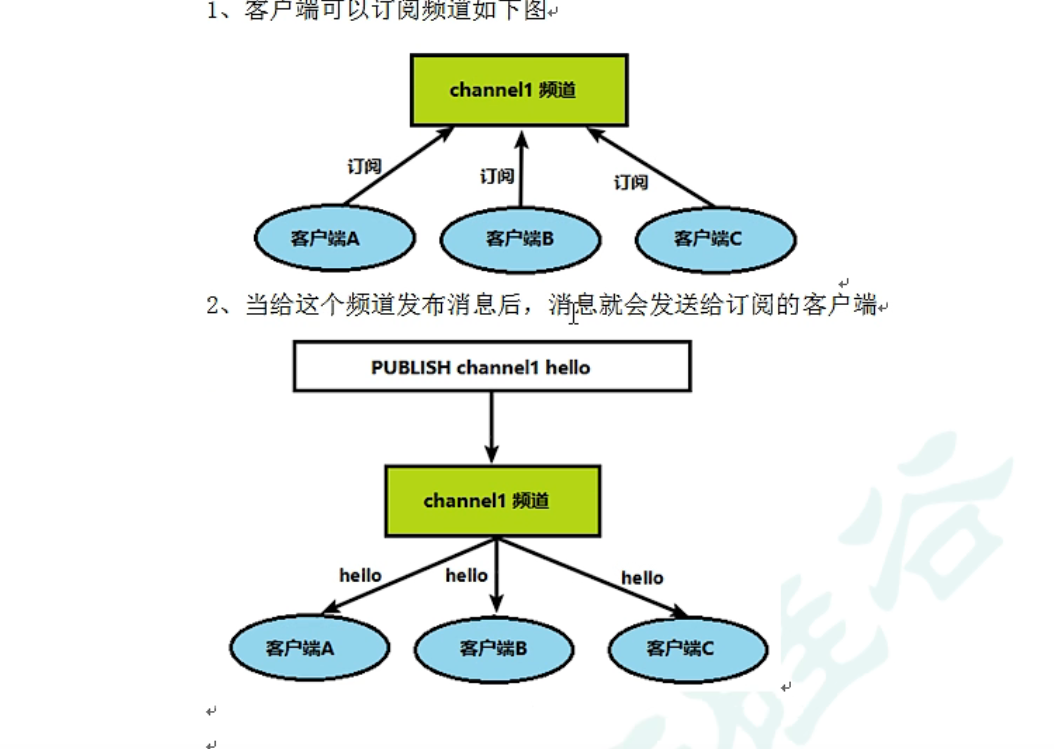 1、客户端可以订阅频道如下图
channel1 频道
订阅
订阅
订阅
客户端A
客户端B
客户端C
2、当给这个频道发布消息后，消息就会发送给订阅的客户端
PUBLISH channel1 hello
channel1 频道
hello
hello
hello
客户端A
客户端B
客户端C